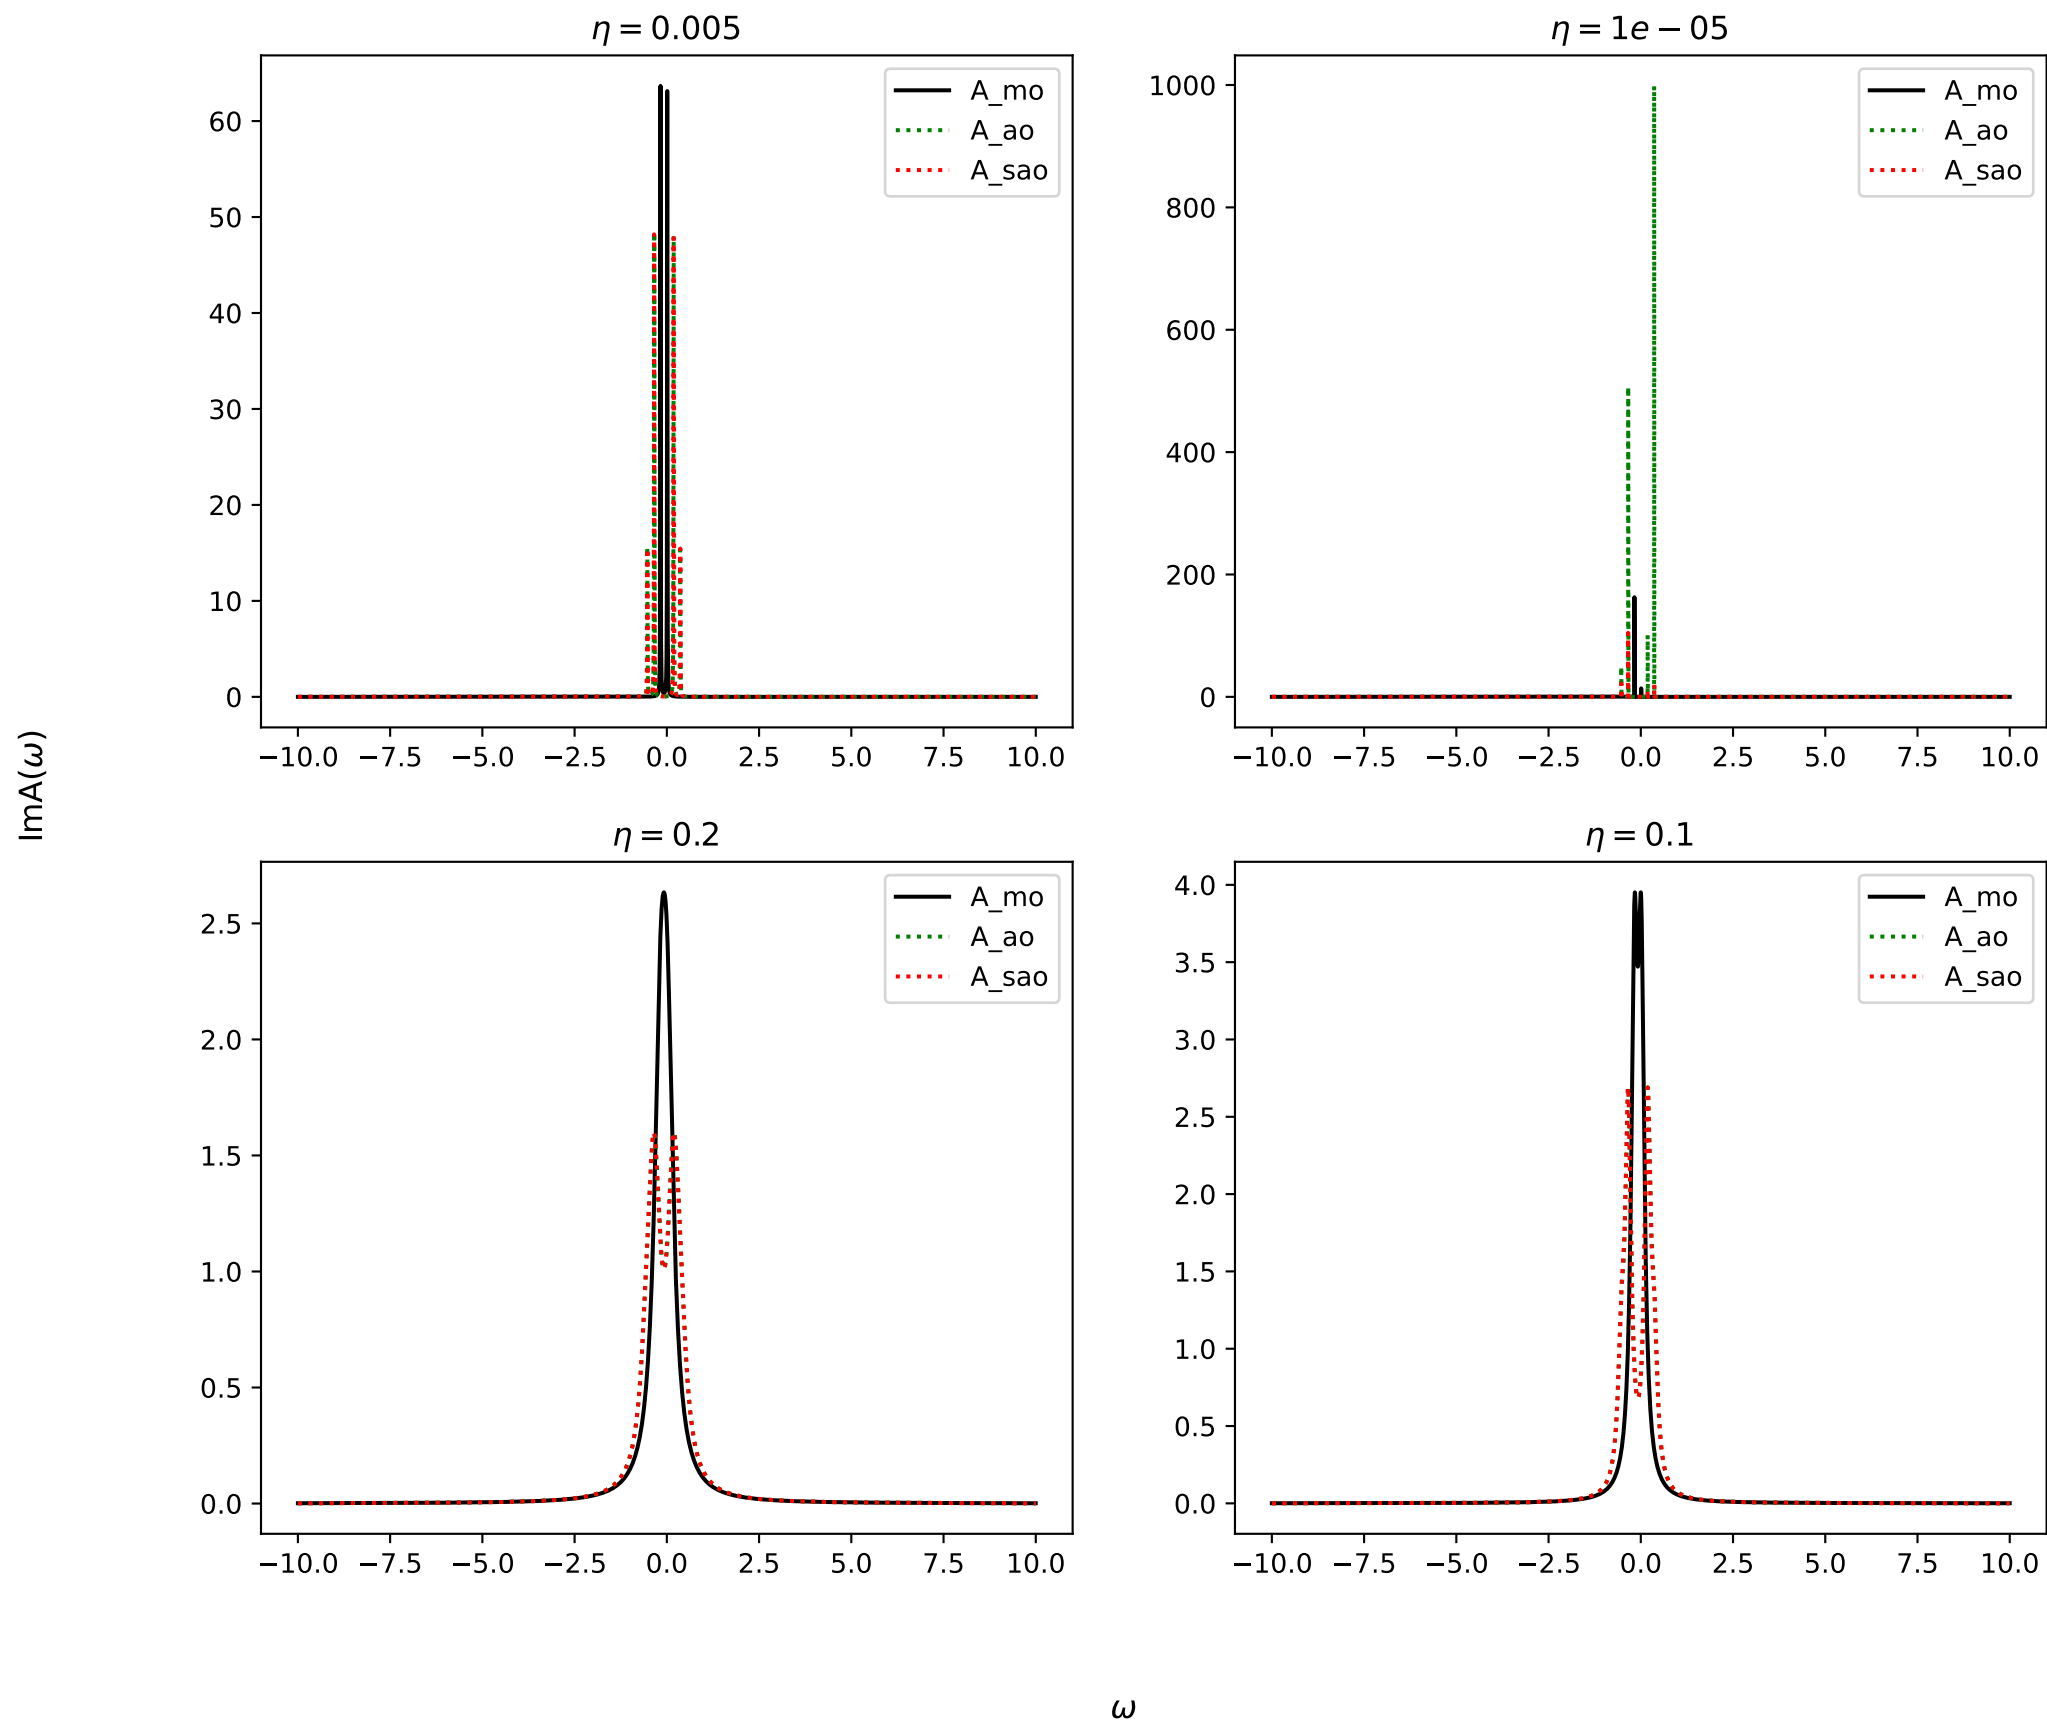 η = 0.005
60
50
40
30
20
10
0
−10.0 −7.5 −5.0 −2.5 0.0 2.5 5.0 7.5 10.0
A_mo
A_ao
A_sao
η = 1e − 05
1000
800
600
400
200
0
−10.0 −7.5 −5.0 −2.5 0.0 2.5 5.0 7.5 10.0
A_mo
A_ao
A_sao
ImA(ω)
η = 0.2
2.5
2.0
1.5
1.0
0.5
0.0
−10.0 −7.5 −5.0 −2.5 0.0 2.5 5.0 7.5 10.0
A_mo
A_ao
A_sao
η = 0.1
4.0
3.5
3.0
2.5
2.0
1.5
1.0
0.5
0.0
−10.0 −7.5 −5.0 −2.5 0.0 2.5 5.0 7.5 10.0
A_mo
A_ao
A_sao
ω